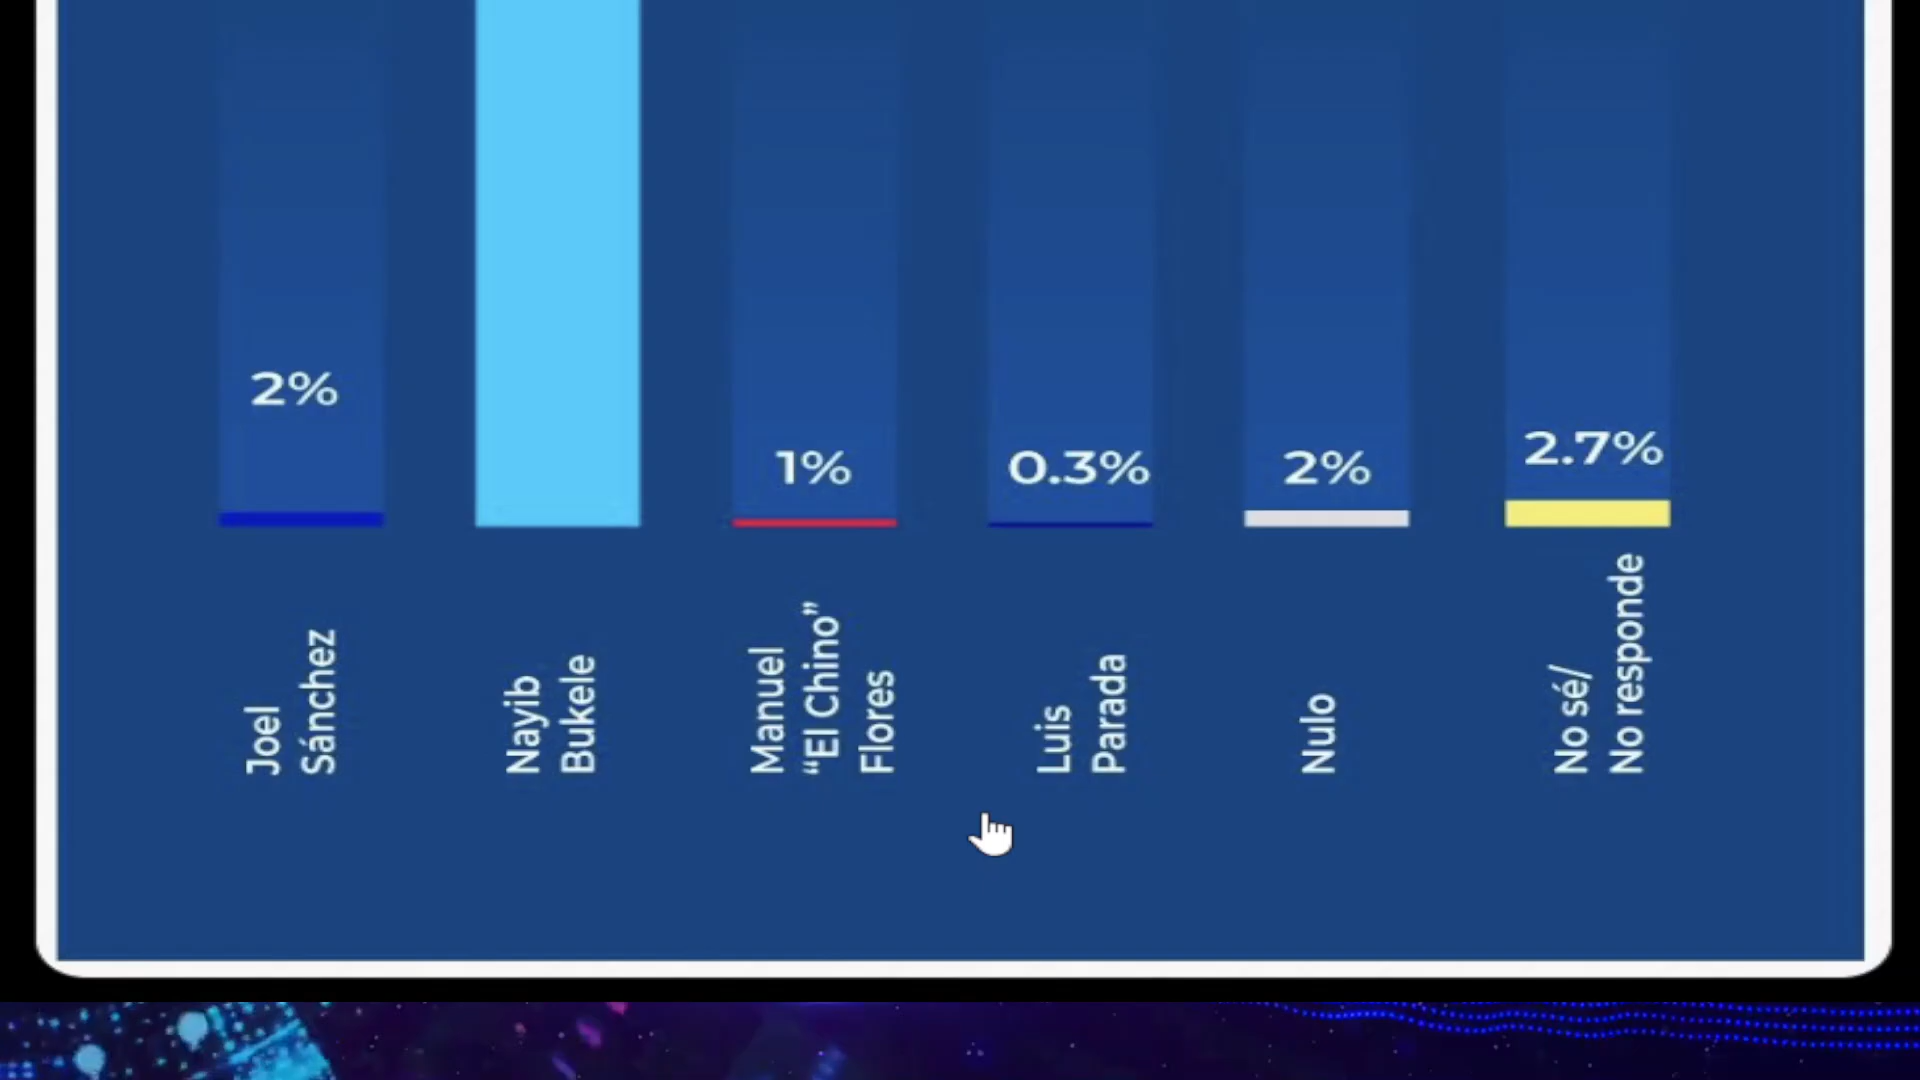 2%
1%
0.3%
2%
2.7%
Joel
Sánchez
Nayib
Bukele
Manuel
“El Chino”
Flores
Luis
Parada
Nulo
No sé/
No responde